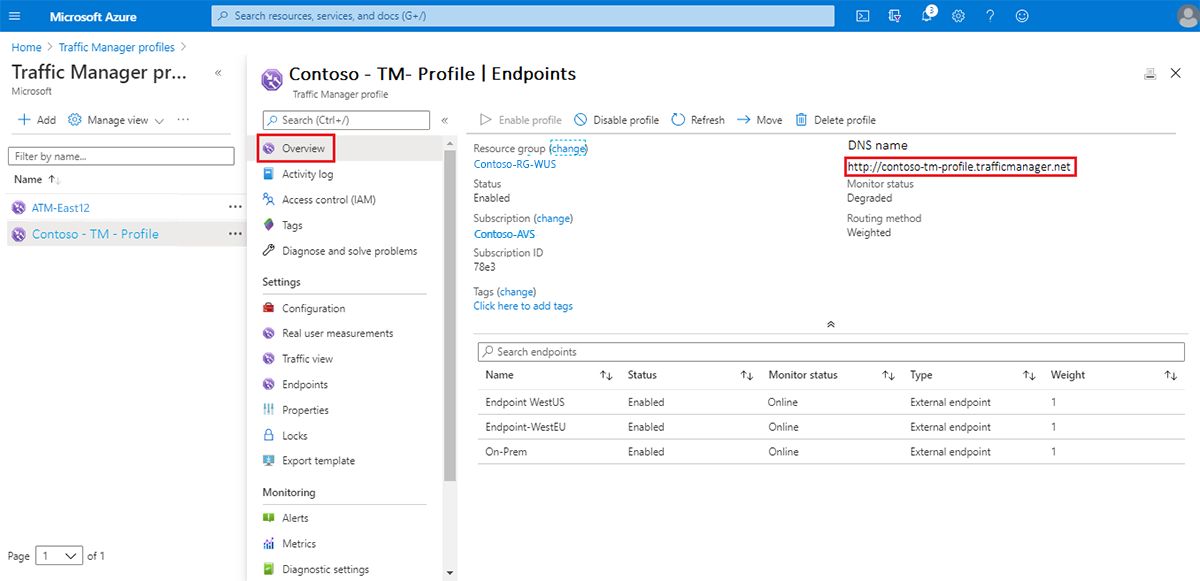 Microsoft Azure
Search resources, services, and docs (G+/)
3
Home > Traffic Manager profiles >
Traffic Manager pr... «
Microsoft
+ Add Manage view ...
Filter by name...
Name ↑↓
ATM-East12 ...
Contoso - TM - Profile ...
Page 1 of 1
Contoso - TM- Profile | Endpoints
Traffic Manager profile
Search (Ctrl+/) «
Overview
Activity log
Access control (IAM)
Tags
Diagnose and solve problems
Settings
Configuration
Real user measurements
Traffic view
Endpoints
Properties
Locks
Export template
Monitoring
Alerts
Metrics
Diagnostic settings
Enable profile Disable profile Refresh Move Delete profile
Resource group (change)
Contoso-RG-WUS
Status
Enabled
Subscription (change)
Contoso-AVS
Subscription ID
78e3
Tags (change)
Click here to add tags
DNS name
http://contoso-tm-profile.trafficmanager.net
Monitor status
Degraded
Routing method
Weighted
Search endpoints
Name ↑↓ Status ↑↓ Monitor status ↑↓ Type ↑↓ Weight ↑↓
Endpoint WestUS Enabled Online External endpoint 1
Endpoint-WestEU Enabled Online External endpoint 1
On-Prem Enabled Online External endpoint 1